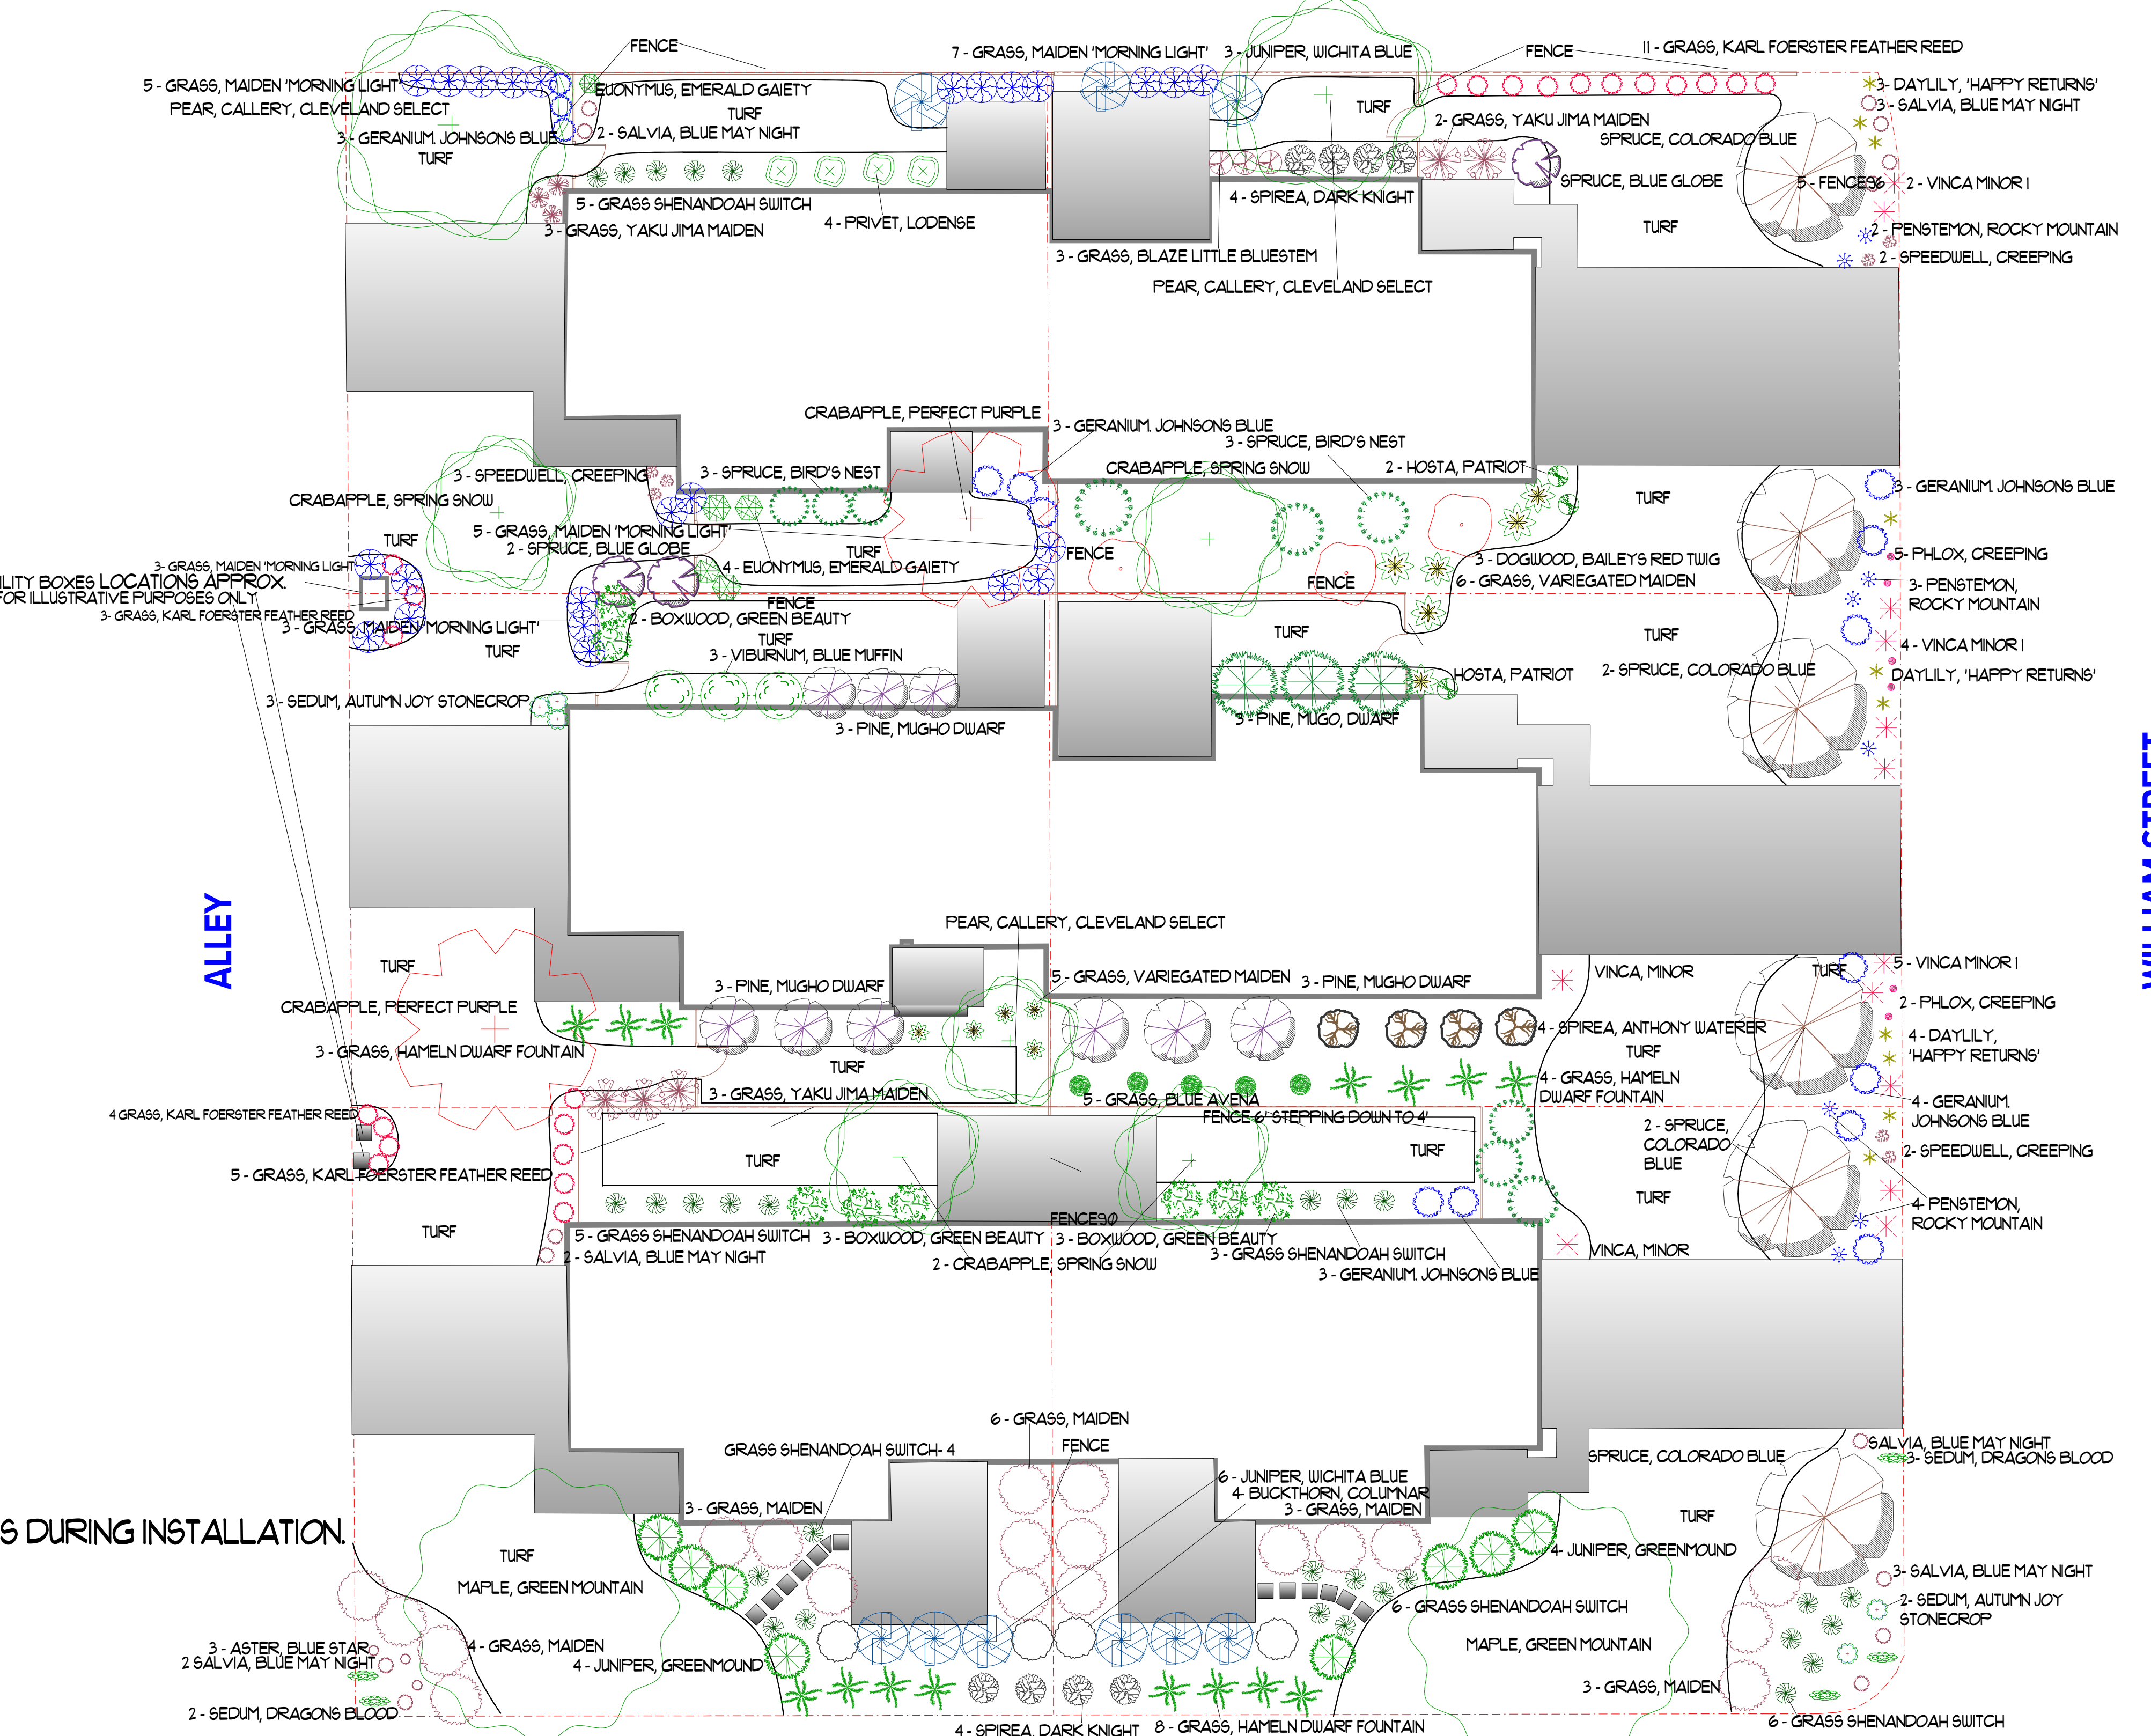 FENCE
7 - GRASS, MAIDEN 'MORNING LIGHT'
3 - JUNIPER, WICHITA BLUE
FENCE
11 - GRASS, KARL FOERSTER FEATHER REED
5 - GRASS, MAIDEN 'MORNING LIGHT'
EUONYMUS, EMERALD GAIETY
3- DAYLILY, 'HAPPY RETURNS'
PEAR, CALLERY, CLEVELAND SELECT
TURF
TURF
3 - SALVIA, BLUE MAY NIGHT
3 - GERANIUM. JOHNSONS BLUE
2 - SALVIA, BLUE MAY NIGHT
2- GRASS, YAKU JIMA MAIDEN
SPRUCE, COLORADO BLUE
TURF
SPRUCE, BLUE GLOBE
5 - FENCE96
2 - VINCA MINOR 1
5 - GRASS SHENANDOAH SWITCH
4 - SPIREA, DARK KNIGHT
3 - GRASS, YAKU JIMA MAIDEN
4 - PRIVET, LODENSE
TURF
2 - PENSTEMON, ROCKY MOUNTAIN
3 - GRASS, BLAZE LITTLE BLUESTEM
2 - SPEEDWELL, CREEPING
PEAR, CALLERY, CLEVELAND SELECT
CRABAPPLE, PERFECT PURPLE
3 - GERANIUM. JOHNSONS BLUE
3 - SPRUCE, BIRD'S NEST
3 - SPEEDWELL, CREEPING
3 - SPRUCE, BIRD'S NEST
CRABAPPLE, SPRING SNOW
2 - HOSTA, PATRIOT
CRABAPPLE, SPRING SNOW
TURF
3 - GERANIUM. JOHNSONS BLUE
5 - GRASS, MAIDEN 'MORNING LIGHT'
TURF
2 - SPRUCE, BLUE GLOBE
TURF
FENCE
3 - DOGWOOD, BAILEYS RED TWIG
5- PHLOX, CREEPING
3- GRASS, MAIDEN 'MORNING LIGHT
4 - EUONYMUS, EMERALD GAIETY
FENCE
6 - GRASS, VARIEGATED MAIDEN
3- PENSTEMON,
ROCKY MOUNTAIN
ILITY BOXES LOCATIONS APPROX.
FOR ILLUSTRATIVE PURPOSES ONLY
FENCE
3- GRASS, KARL FOERSTER FEATHER REED
2 - BOXWOOD, GREEN BEAUTY
3 - GRASS, MAIDEN 'MORNING LIGHT'
TURF
TURF
TURF
4 - VINCA MINOR 1
TURF
3 - VIBURNUM, BLUE MUFFIN
HOSTA, PATRIOT
2- SPRUCE, COLORADO BLUE
DAYLILY, 'HAPPY RETURNS'
3 - SEDUM, AUTUMN JOY STONECROP
3 - PINE, MUGHO DWARF
3 - PINE, MUGO, DWARF
ALLEY
WILLIAM STREET
PEAR, CALLERY, CLEVELAND SELECT
TURF
3 - PINE, MUGHO DWARF
5 - GRASS, VARIEGATED MAIDEN
3 - PINE, MUGHO DWARF
VINCA, MINOR
TURF
5 - VINCA MINOR 1
CRABAPPLE, PERFECT PURPLE
2 - PHLOX, CREEPING
3 - GRASS, HAMELN DWARF FOUNTAIN
4 - SPIREA, ANTHONY WATERER
TURF
4 - DAYLILY,
'HAPPY RETURNS'
TURF
3 - GRASS, YAKU JIMA MAIDEN
5 - GRASS, BLUE AVENA
4 - GRASS, HAMELN
DWARF FOUNTAIN
4 GRASS, KARL FOERSTER FEATHER REED
FENCE 6' STEPPING DOWN TO 4'
4 - GERANIUM.
JOHNSONS BLUE
2 - SPRUCE,
COLORADO
BLUE
TURF
TURF
2- SPEEDWELL, CREEPING
5 - GRASS, KARL FOERSTER FEATHER REED
TURF
4- PENSTEMON,
ROCKY MOUNTAIN
TURF
FENCE90
5 - GRASS SHENANDOAH SWITCH
3 - BOXWOOD, GREEN BEAUTY
3 - BOXWOOD, GREEN BEAUTY
VINCA, MINOR
2 - SALVIA, BLUE MAY NIGHT
3 - GRASS SHENANDOAH SWITCH
2 - CRABAPPLE, SPRING SNOW
3 - GERANIUM. JOHNSONS BLUE
6 - GRASS, MAIDEN
GRASS SHENANDOAH SWITCH- 4
FENCE
SALVIA, BLUE MAY NIGHT
SPRUCE, COLORADO BLUE
3- SEDUM, DRAGONS BLOOD
6 - JUNIPER, WICHITA BLUE
4- BUCKTHORN, COLUMNAR
3 - GRASS, MAIDEN
3 - GRASS, MAIDEN
TURF
S DURING INSTALLATION.
TURF
4- JUNIPER, GREENMOUND
MAPLE, GREEN MOUNTAIN
3- SALVIA, BLUE MAY NIGHT
2- SEDUM, AUTUMN JOY
STONECROP
6 - GRASS SHENANDOAH SWITCH
3 - ASTER, BLUE STAR
4 - GRASS, MAIDEN
MAPLE, GREEN MOUNTAIN
2 SALVIA, BLUE MAY NIGHT
4 - JUNIPER, GREENMOUND
3 - GRASS, MAIDEN
2 - SEDUM, DRAGONS BLOOD
4 - SPIREA, DARK KNIGHT
8 - GRASS, HAMELN DWARF FOUNTAIN
6 - GRASS SHENANDOAH SWITCH